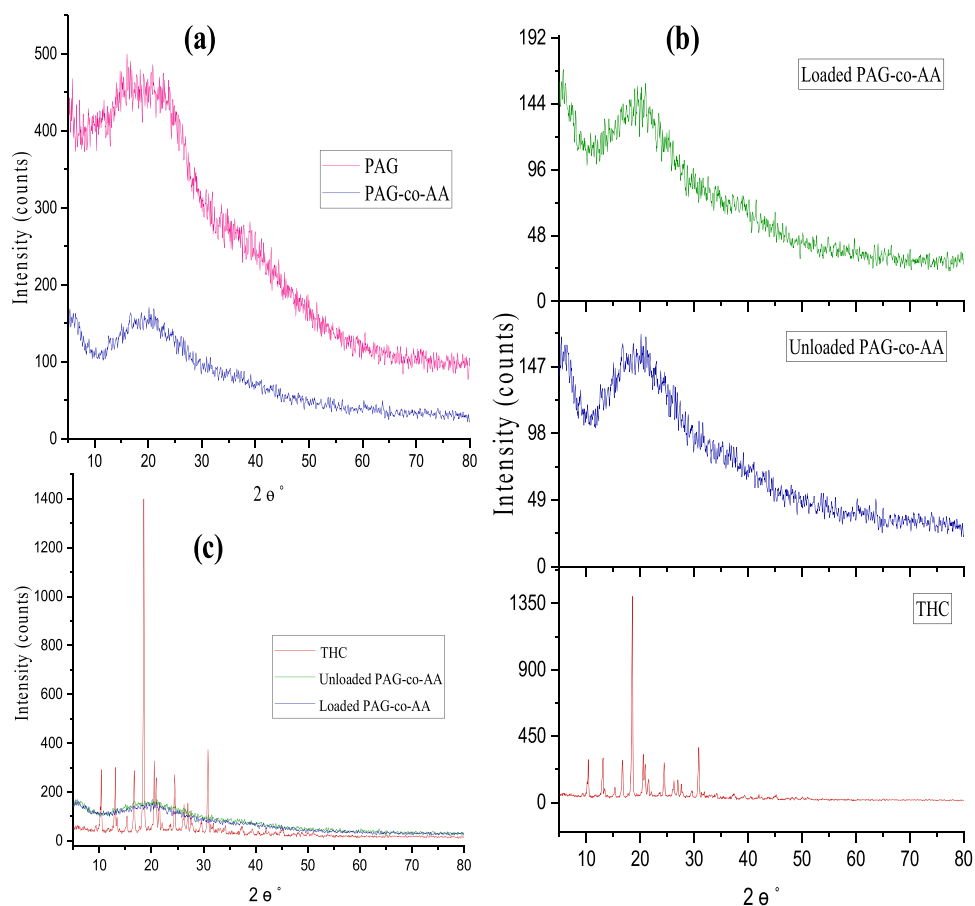 (a)
500
400
300
200
100
0
Intensity (counts)
PAG
PAG-co-AA
10 20 30 40 50 60 70 80
2 ɵ °
(b)
192
144
96
48
0
Loaded PAG-co-AA
147
98
49
0
Unloaded PAG-co-AA
Intensity (counts)
1350
900
450
0
THC
10 20 30 40 50 60 70 80
2 ɵ °
(c)
1400
1200
1000
800
600
400
200
0
Intensity (counts)
THC
Unloaded PAG-co-AA
Loaded PAG-co-AA
10 20 30 40 50 60 70 80
2 ɵ °